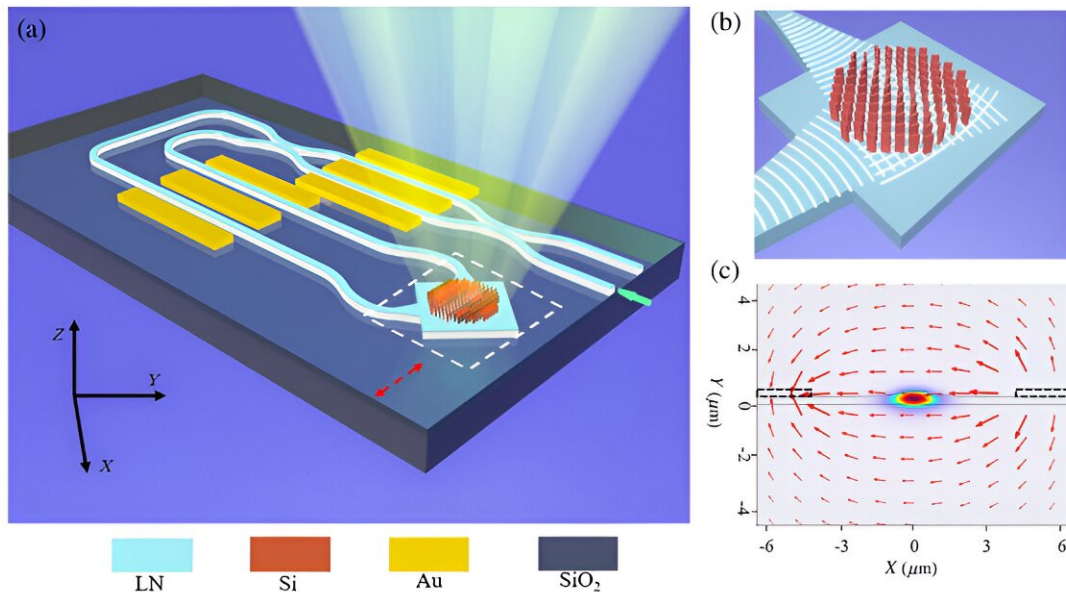 (a)
Z
Y
X
LN
Si
Au
SiO₂
(b)
(c)
4
2
0
-2
-4
Y (μm)
-6
-3
0
3
6
X (μm)